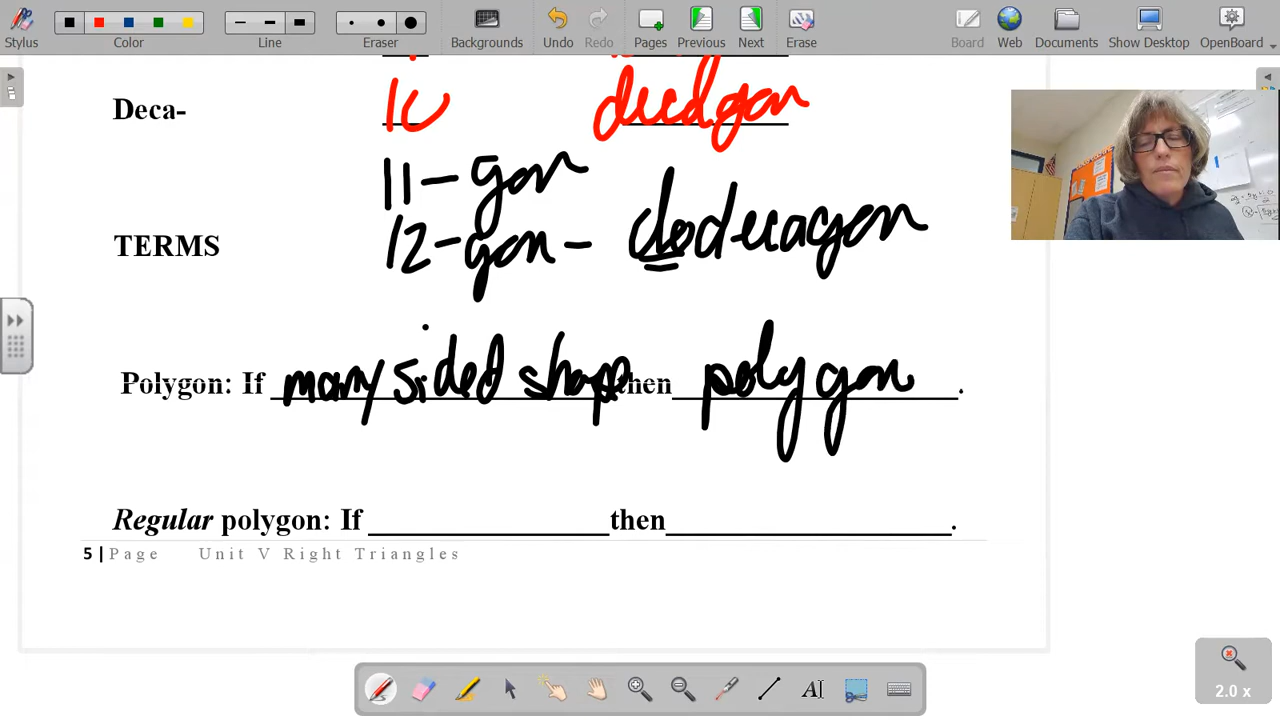 Stylus Color Line Eraser Backgrounds Undo Redo Pages Previous Next Erase Board Web Documents Show Desktop OpenBoard
Deca- 10 decagon
11-gon
TERMS 12-gon - dodecagon
Polygon: If many sided shape then polygon.
Regular polygon: If ____________ then ____________.
5 | Page Unit V Right Triangles
2.0 x